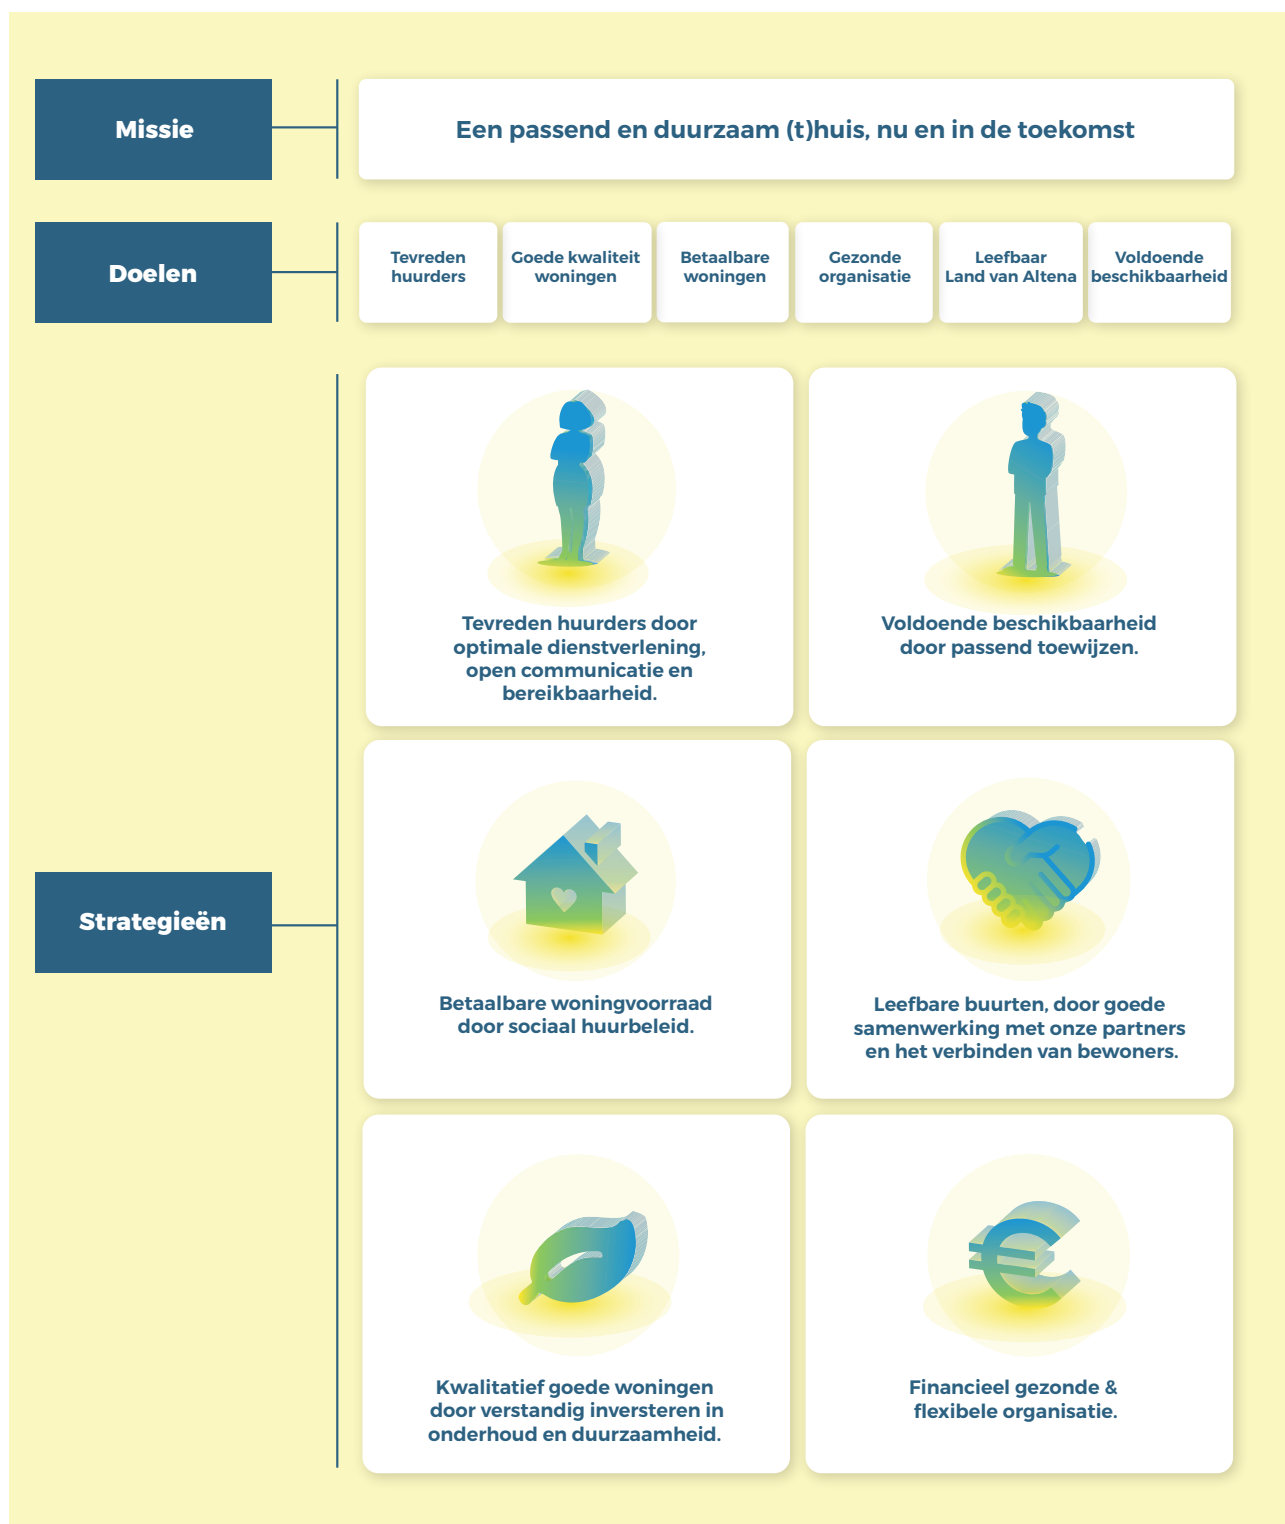 Missie
Een passend en duurzaam (t)huis, nu en in de toekomst
Doelen
Tevreden
huurders
Goede kwaliteit
woningen
Betaalbare
woningen
Gezonde
organisatie
Leefbaar
Land van Altena
Voldoende
beschikbaarheid
Strategieën
Tevreden huurders door
optimale dienstverlening,
open communicatie en
bereikbaarheid.
Voldoende beschikbaarheid
door passend toewijzen.
Betaalbare woningvoorraad
door sociaal huurbeleid.
Leefbare buurten, door goede
samenwerking met onze partners
en het verbinden van bewoners.
Kwalitatief goede woningen
door verstandig inversteren in
onderhoud en duurzaamheid.
Financieel gezonde &
flexibele organisatie.